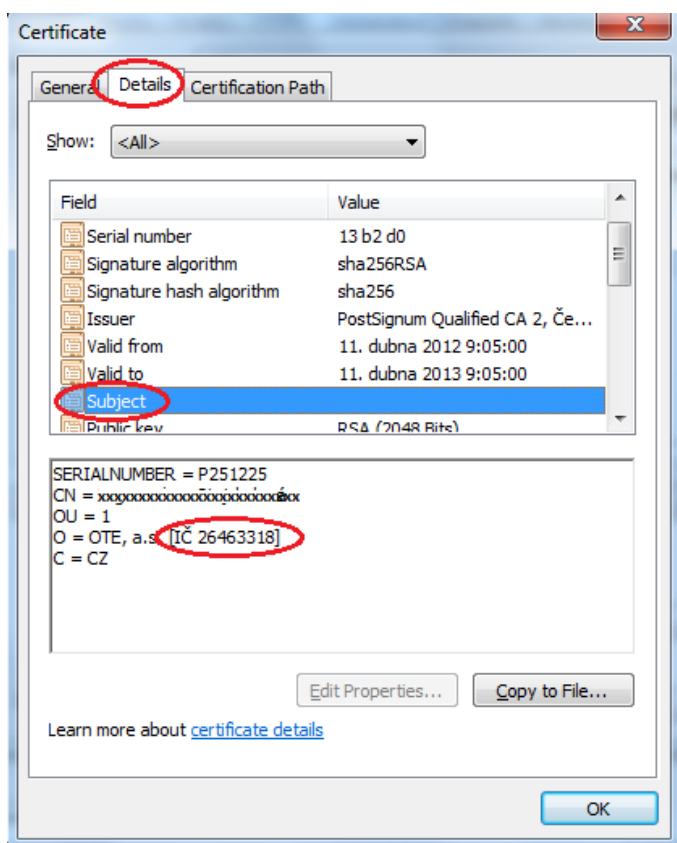 Certificate
General Details Certification Path
Show: <All>
Field Value
Serial number 13 b2 d0
Signature algorithm sha256RSA
Signature hash algorithm sha256
Issuer PostSignum Qualified CA 2, Če...
Valid from 11. dubna 2012 9:05:00
Valid to 11. dubna 2013 9:05:00
Subject
Public key RSA (2048 Bits)
SERIALNUMBER = P251225
CN =
OU = 1
O = OTE, a.s. [IČ 26463318]
C = CZ
Edit Properties... Copy to File...
Learn more about certificate details
OK